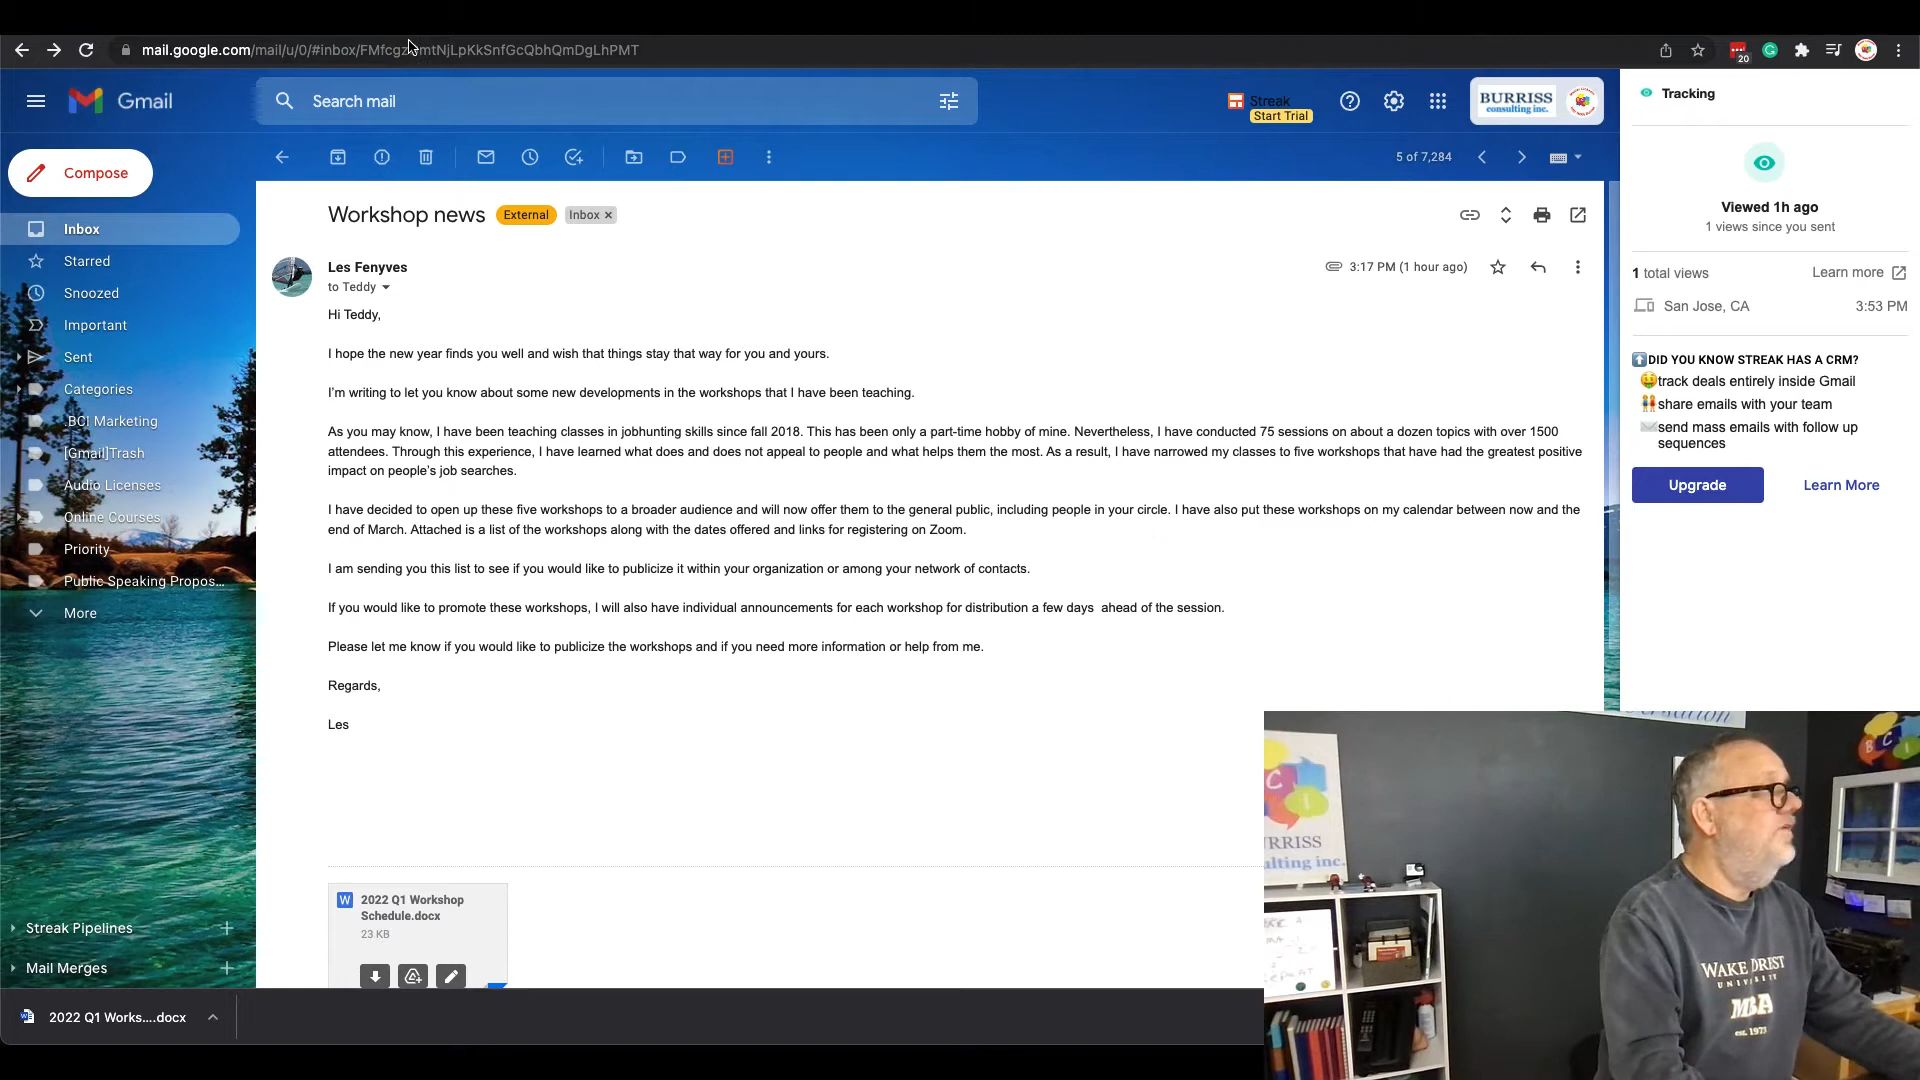 mail.google.com/mail/u/0/#inbox/FMfcgz mtNjLpKkSnfGcQbhQmDgLhPMT
20
Gmail
Search mail
Streak
Start Trial
BURRISS
consulting inc.
Tracking
Compose
5 of 7,284
Viewed 1h ago
1 views since you sent
Workshop news
External
Inbox ×
Inbox
Starred
Snoozed
Important
Sent
Categories
.BCI Marketing
[Gmail]Trash
Audio Licenses
Online Courses
Priority
Public Speaking Propos...
More
Les Fenyves
3:17 PM (1 hour ago)
to Teddy
1 total views
Learn more
San Jose, CA
3:53 PM
Hi Teddy,
I hope the new year finds you well and wish that things stay that way for you and yours.
I'm writing to let you know about some new developments in the workshops that I have been teaching.
As you may know, I have been teaching classes in jobhunting skills since fall 2018. This has been only a part-time hobby of mine. Nevertheless, I have conducted 75 sessions on about a dozen topics with over 1500
attendees. Through this experience, I have learned what does and does not appeal to people and what helps them the most. As a result, I have narrowed my classes to five workshops that have had the greatest positive
impact on people's job searches.
I have decided to open up these five workshops to a broader audience and will now offer them to the general public, including people in your circle. I have also put these workshops on my calendar between now and the
end of March. Attached is a list of the workshops along with the dates offered and links for registering on Zoom.
I am sending you this list to see if you would like to publicize it within your organization or among your network of contacts.
If you would like to promote these workshops, I will also have individual announcements for each workshop for distribution a few days ahead of the session.
Please let me know if you would like to publicize the workshops and if you need more information or help from me.
Regards,
Les
DID YOU KNOW STREAK HAS A CRM?
track deals entirely inside Gmail
share emails with your team
send mass emails with follow up
sequences
Upgrade
Learn More
W
2022 Q1 Workshop
Schedule.docx
23 KB
Streak Pipelines
Mail Merges
2022 Q1 Works....docx
C
I
RRISS
lting inc.
B C I
WAKE FOREST
UNIVERSITY
MBA
EST. 1973